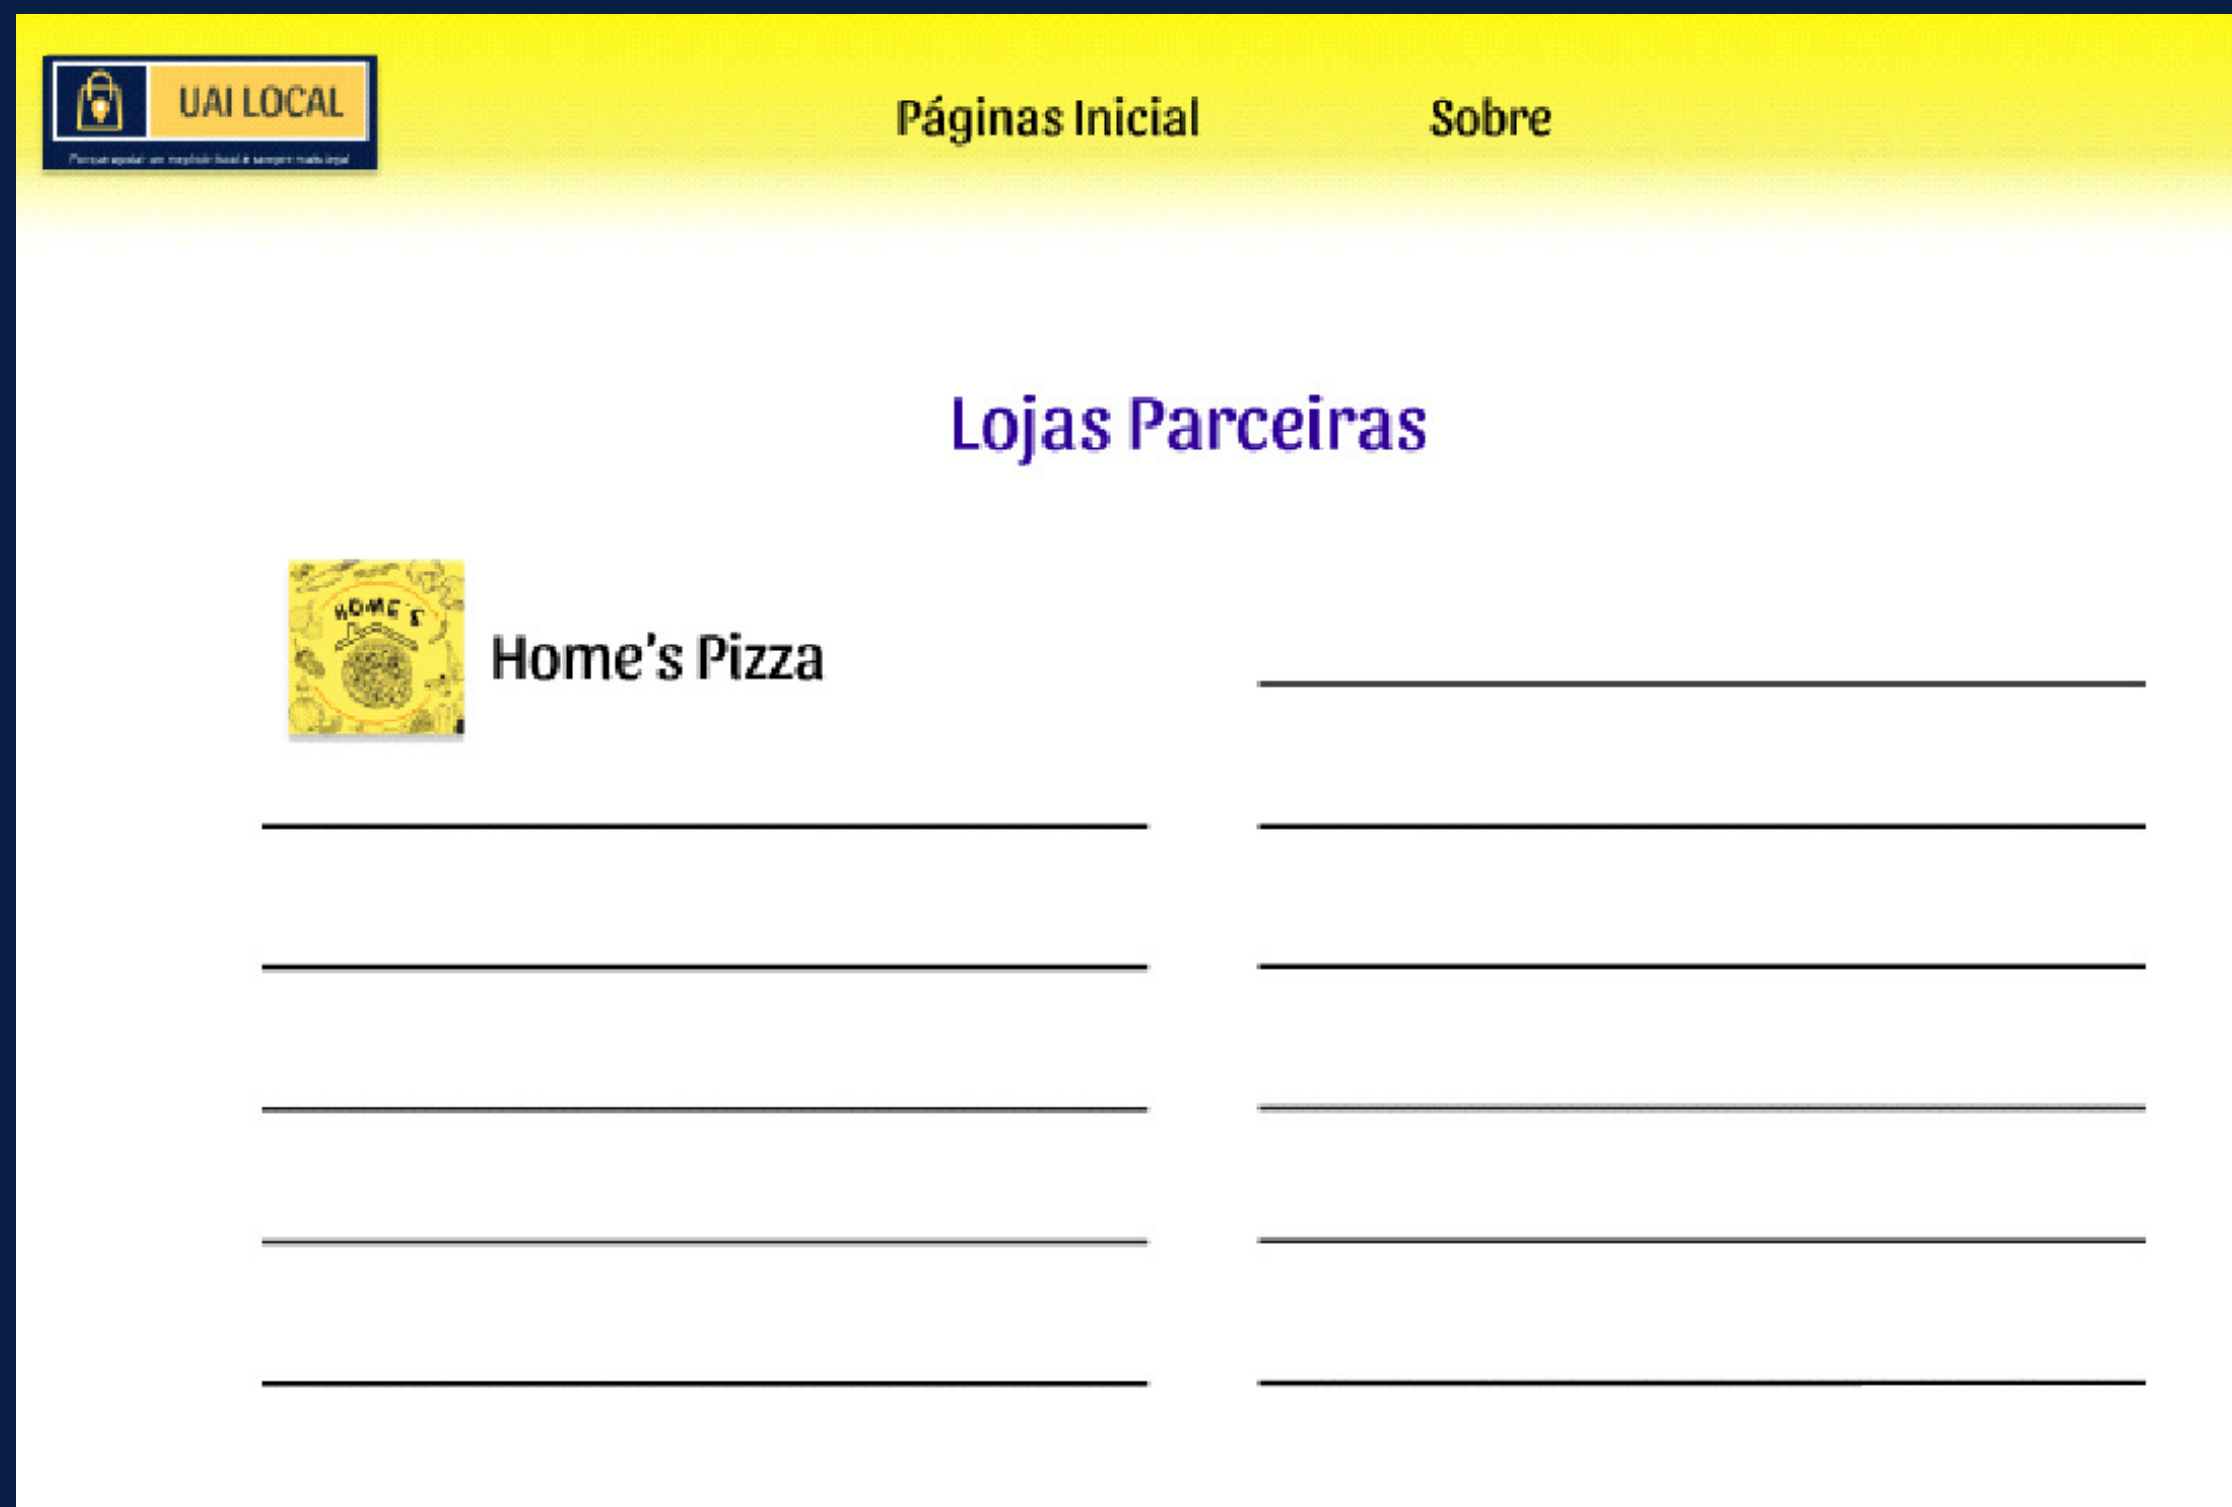 UAI LOCAL
Páginas Inicial
Sobre
Lojas Parceiras
HOME'S
Home's Pizza